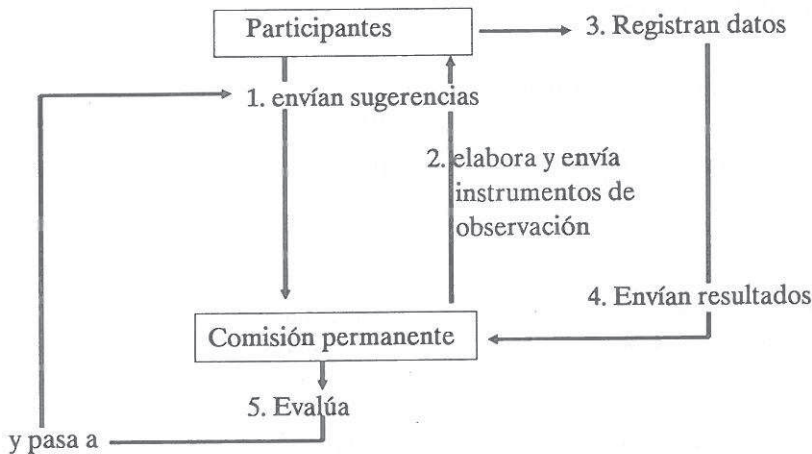 Participantes
3. Registran datos
1. envían sugerencias
2. elabora y envía
instrumentos de
observación
4. Envían resultados
Comisión permanente
5. Evalúa
y pasa a